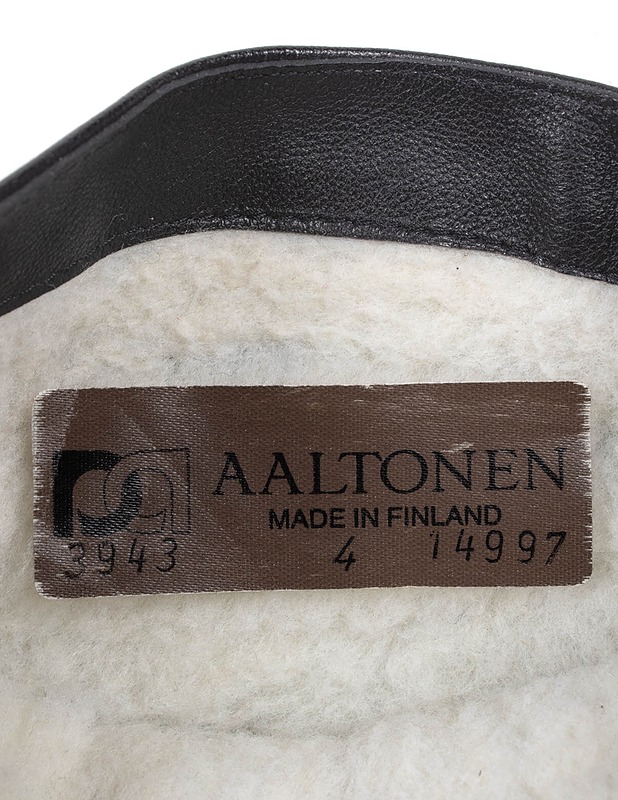 AALTONEN
MADE IN FINLAND
3943 4 14997